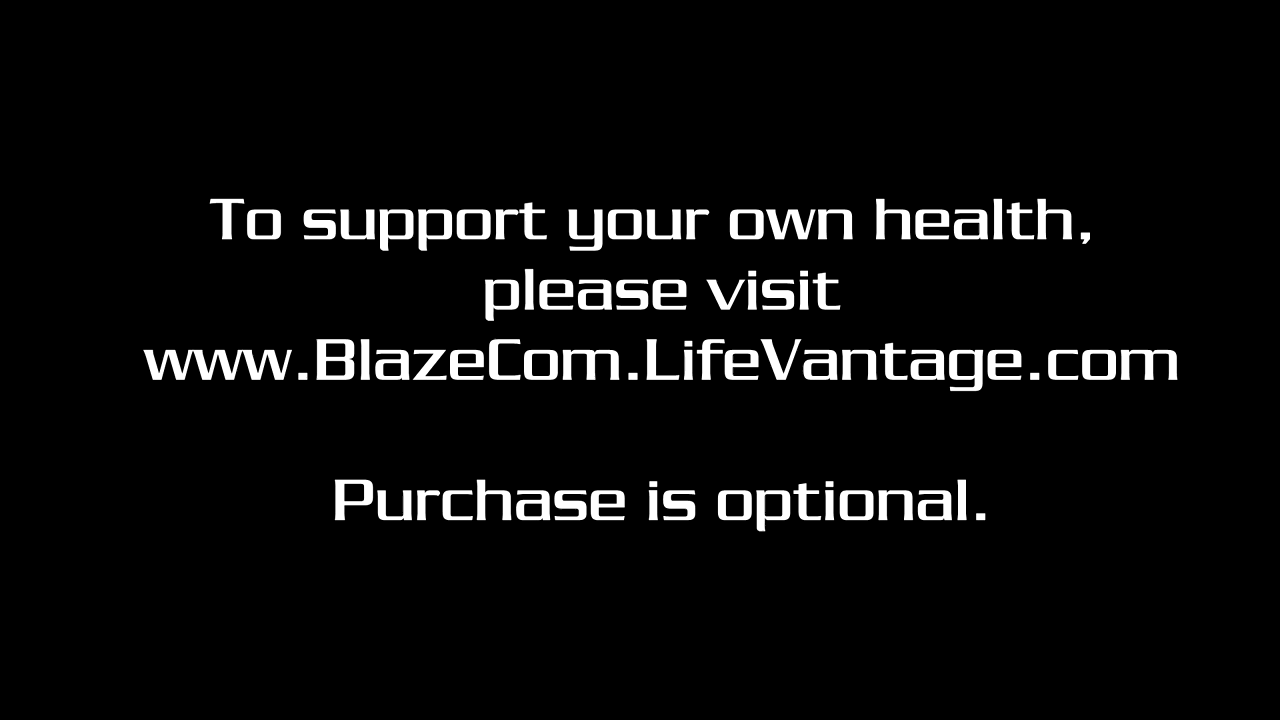 To support your own health,
please visit
www.BlazeCom.LifeVantage.com
Purchase is optional.